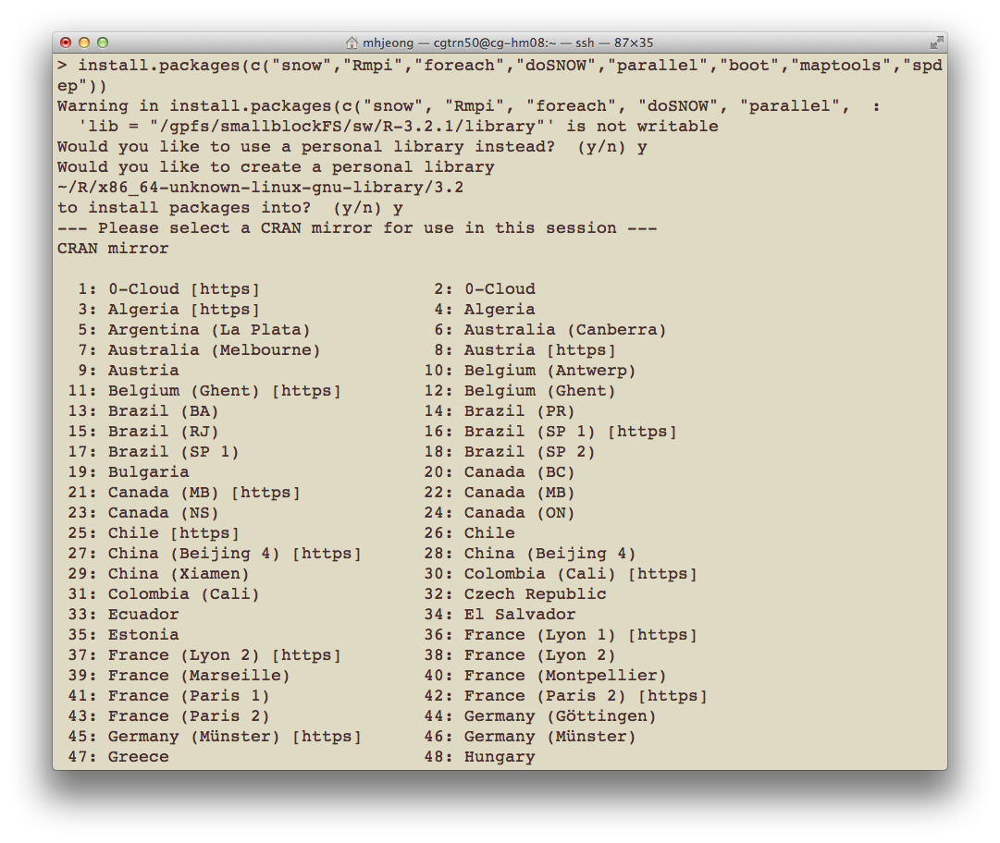 mhjeong — cgtrn50@cg-hm08:~ — ssh — 87×35
> install.packages(c("snow","Rmpi","foreach","doSNOW","parallel","boot","maptools","spd
ep"))
Warning in install.packages(c("snow", "Rmpi", "foreach", "doSNOW", "parallel",  :
  'lib = "/gpfs/smallblockFS/sw/R-3.2.1/library"' is not writable
Would you like to use a personal library instead?  (y/n) y
Would you like to create a personal library
~/R/x86_64-unknown-linux-gnu-library/3.2
to install packages into?  (y/n) y
--- Please select a CRAN mirror for use in this session ---
CRAN mirror
1: 0-Cloud [https] 2: 0-Cloud
3: Algeria [https] 4: Algeria
5: Argentina (La Plata) 6: Australia (Canberra)
7: Australia (Melbourne) 8: Austria [https]
9: Austria 10: Belgium (Antwerp)
11: Belgium (Ghent) [https] 12: Belgium (Ghent)
13: Brazil (BA) 14: Brazil (PR)
15: Brazil (RJ) 16: Brazil (SP 1) [https]
17: Brazil (SP 1) 18: Brazil (SP 2)
19: Bulgaria 20: Canada (BC)
21: Canada (MB) [https] 22: Canada (MB)
23: Canada (NS) 24: Canada (ON)
25: Chile [https] 26: Chile
27: China (Beijing 4) [https] 28: China (Beijing 4)
29: China (Xiamen) 30: Colombia (Cali) [https]
31: Colombia (Cali) 32: Czech Republic
33: Ecuador 34: El Salvador
35: Estonia 36: France (Lyon 1) [https]
37: France (Lyon 2) [https] 38: France (Lyon 2)
39: France (Marseille) 40: France (Montpellier)
41: France (Paris 1) 42: France (Paris 2) [https]
43: France (Paris 2) 44: Germany (Göttingen)
45: Germany (Münster) [https] 46: Germany (Münster)
47: Greece 48: Hungary